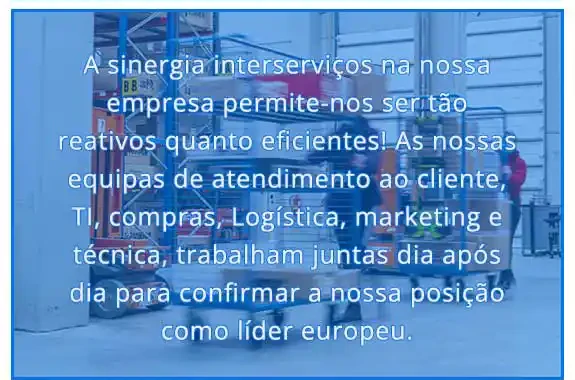 A sinergia interserviços na nossa
empresa permite-nos ser tão
reativos quanto eficientes! As nossas
equipas de atendimento ao cliente,
TI, compras, Logística, marketing e
técnica, trabalham juntas dia após
dia para confirmar a nossa posição
como líder europeu.